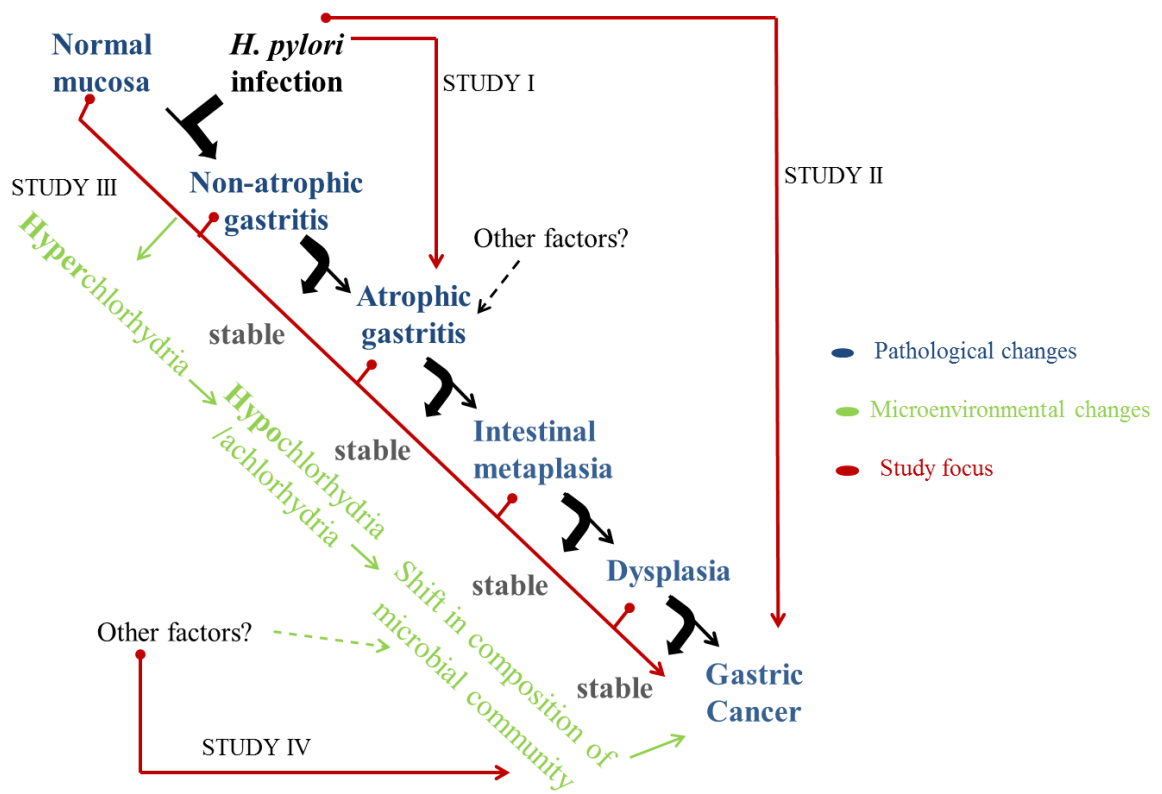 Normal
mucosa
H. pylori
infection
STUDY I
STUDY II
STUDY III
Non-atrophic
gastritis
Other factors?
Hyperchlorhydria
Atrophic
gastritis
stable
Pathological changes
Microenvironmental changes
Study focus
Hypochlorhydria
/achlorhydria
stable
Intestinal
metaplasia
stable
Dysplasia
Shift in composition of
microbial community
Other factors?
stable
Gastric
Cancer
STUDY IV